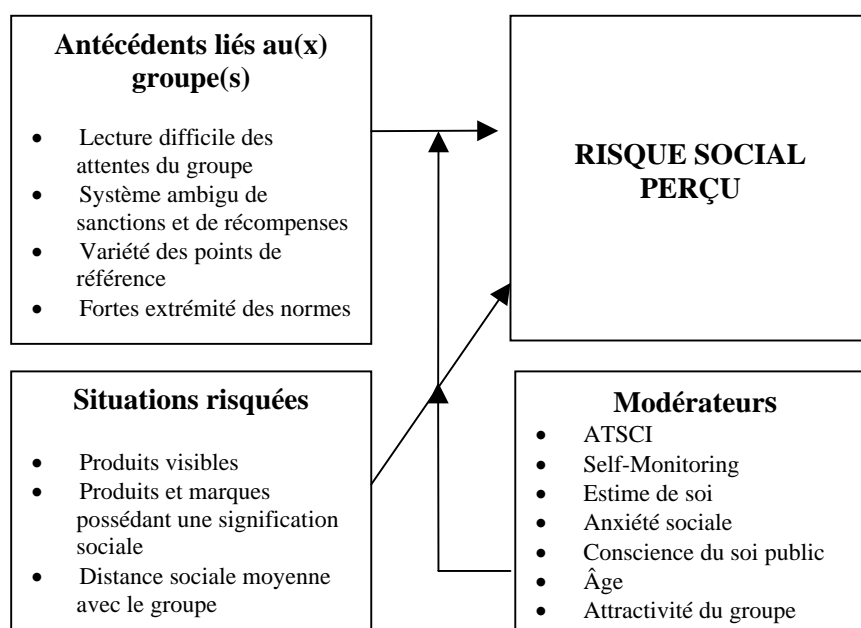 Antécédents liés au(x)
groupe(s)
• Lecture difficile des
attentes du groupe
• Système ambigu de
sanctions et de récompenses
• Variété des points de
référence
• Fortes extrémité des normes
RISQUE SOCIAL
PERÇU
Situations risquées
• Produits visibles
• Produits et marques
possédant une signification
sociale
• Distance sociale moyenne
avec le groupe
Modérateurs
• ATSCI
• Self-Monitoring
• Estime de soi
• Anxiété sociale
• Conscience du soi public
• Âge
• Attractivité du groupe